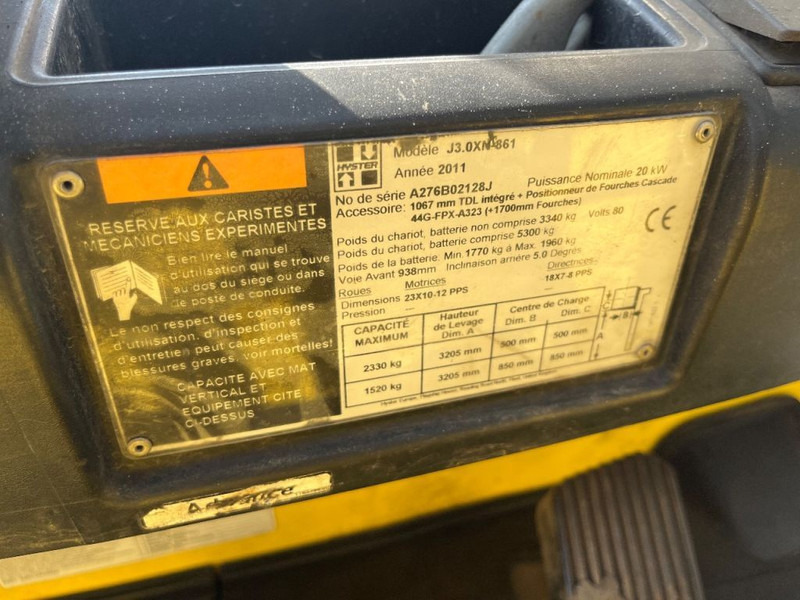 RESERVE AUX CARISTES ET
MECANICIENS EXPERIMENTES
Bien lire le manuel
d'utilisation qui se trouve
au dos du siege ou dans
le poste de conduite.
Le non respect des consignes
d'utilisation, d'inspection et
d'entretien peut causer des
blessures graves, voir mortelles!
CAPACITE AVEC MAT
VERTICAL ET
EQUIPEMENT CITE
CI-DESSUS
HYSTER
Modèle J3.0XN-861
Année 2011
No de série A276B02128J Puissance Nominale 20 kW
Accessoire: 1067 mm TDL intégré + Positionneur de Fourches Cascade
44G-FPX-A323 (+1700mm Fourches)
Poids du chariot, batterie non comprise 3340 kg Volts 80
Poids du chariot, batterie comprise 5300 kg
Poids de la batterie. Min. 1770 kg à Max. 1960 kg
Voie Avant 938mm Inclinaison arrière 5.0 Degrés
Roues Motrices Directrices
Dimensions 23X10-12 PPS 18X7-8 PPS
Pression — —
CAPACITÉ MAXIMUM Hauteur de Levage Dim. A Centre de Charge Dim. B Dim. C
2330 kg 3205 mm 500 mm 500 mm
1520 kg 3205 mm 850 mm 850 mm
CE
C
B
A
Advance